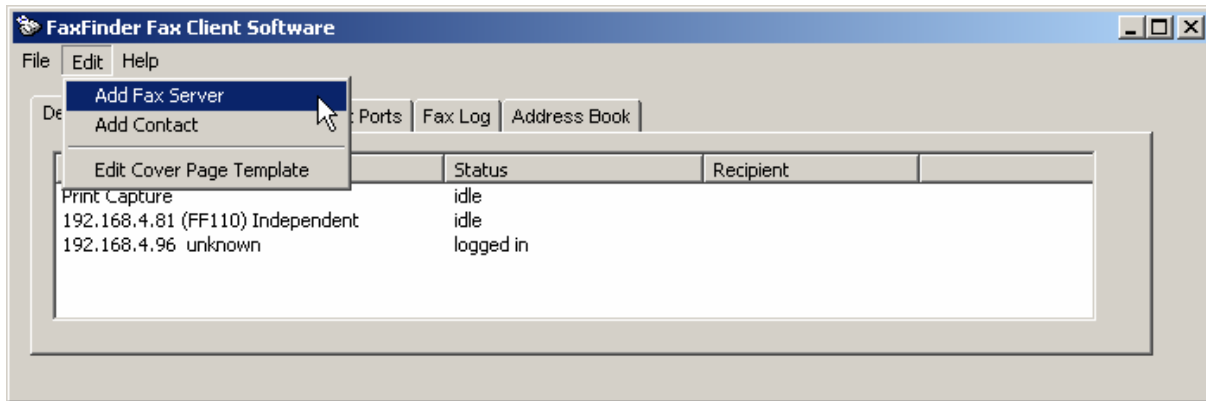 FaxFinder Fax Client Software
File Edit Help
Add Fax Server
Add Contact
Edit Cover Page Template
Ports Fax Log Address Book
Status Recipient
Print Capture idle
192.168.4.81 (FF110) Independent idle
192.168.4.96 unknown logged in